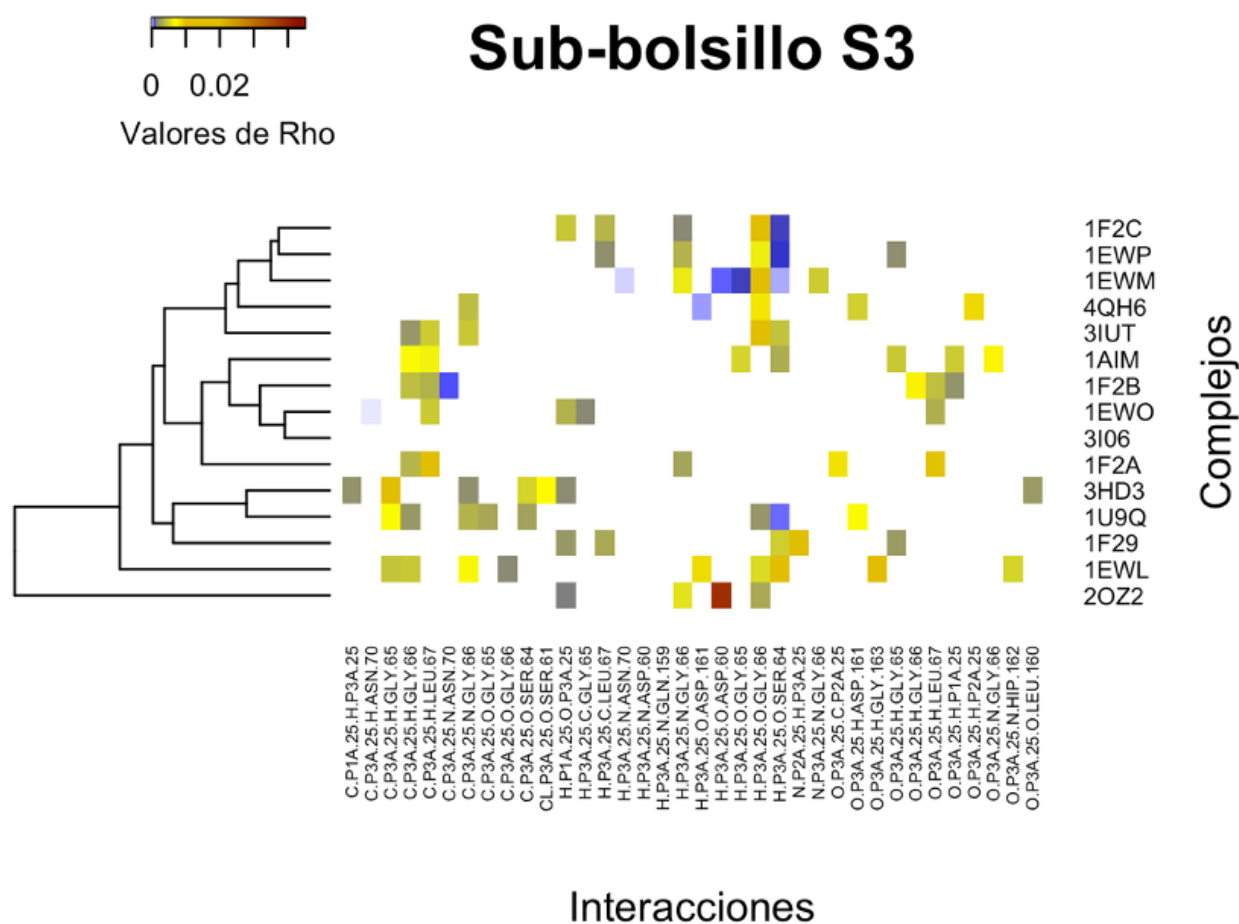 Sub-bolsillo S3
0 0.02
Valores de Rho
1F2C
1EWP
1EWM
4QH6
3IUT
1AIM
1F2B
1EWO
3I06
1F2A
3HD3
1U9Q
1F29
1EWL
2OZ2
Complejos
C.P1A.25.H.P3A.25
C.P3A.25.H.ASN.70
C.P3A.25.H.GLY.65
C.P3A.25.H.GLY.66
C.P3A.25.H.LEU.67
C.P3A.25.N.ASN.70
C.P3A.25.N.GLY.66
C.P3A.25.O.GLY.65
C.P3A.25.O.GLY.66
C.P3A.25.O.SER.64
CL.P3A.25.O.SER.61
H.P1A.25.O.P3A.25
H.P3A.25.C.GLY.65
H.P3A.25.C.LEU.67
H.P3A.25.N.ASN.70
H.P3A.25.N.ASP.60
H.P3A.25.N.GLN.159
H.P3A.25.N.GLY.66
H.P3A.25.O.ASP.161
H.P3A.25.O.ASP.60
H.P3A.25.O.GLY.65
H.P3A.25.O.GLY.66
H.P3A.25.O.SER.64
N.P2A.25.H.P3A.25
N.P3A.25.N.GLY.66
O.P3A.25.C.P2A.25
O.P3A.25.H.ASP.161
O.P3A.25.H.GLY.163
O.P3A.25.H.GLY.65
O.P3A.25.H.GLY.66
O.P3A.25.H.LEU.67
O.P3A.25.H.P1A.25
O.P3A.25.H.P2A.25
O.P3A.25.N.GLY.66
O.P3A.25.N.HIP.162
O.P3A.25.O.LEU.160
Interacciones